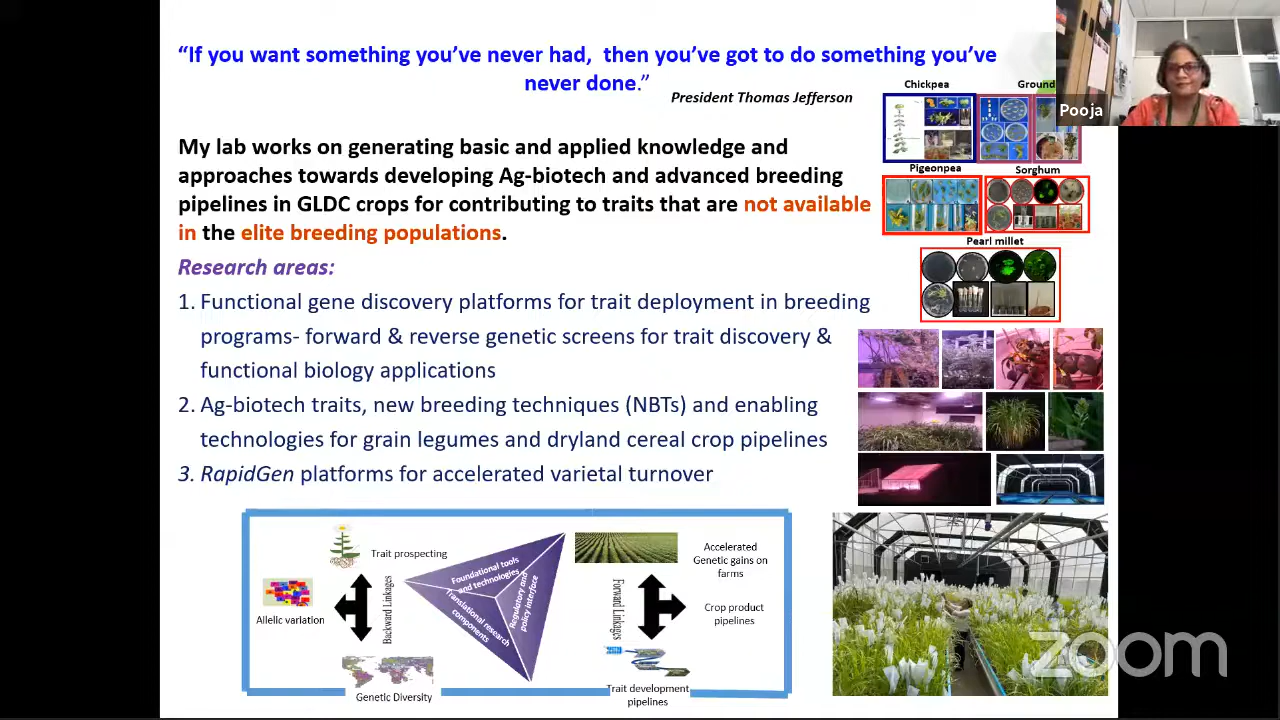 “If you want something you’ve never had, then you’ve got to do something you’ve
never done.”
President Thomas Jefferson
Chickpea
Ground
Pooja
My lab works on generating basic and applied knowledge and
approaches towards developing Ag-biotech and advanced breeding
pipelines in GLDC crops for contributing to traits that are not available
in the elite breeding populations.
Pigeonpea
Sorghum
Pearl millet
Research areas:
1. Functional gene discovery platforms for trait deployment in breeding
programs- forward & reverse genetic screens for trait discovery &
functional biology applications
2. Ag-biotech traits, new breeding techniques (NBTs) and enabling
technologies for grain legumes and dryland cereal crop pipelines
3. RapidGen platforms for accelerated varietal turnover
Trait prospecting
Allelic variation
Backward Linkages
Genetic Diversity
Foundational tools
and technologies
Translational research
components
Regulatory and
policy interface
Forward Linkages
Accelerated
Genetic gains on
farms
Crop product
pipelines
Trait development
pipelines
zoom